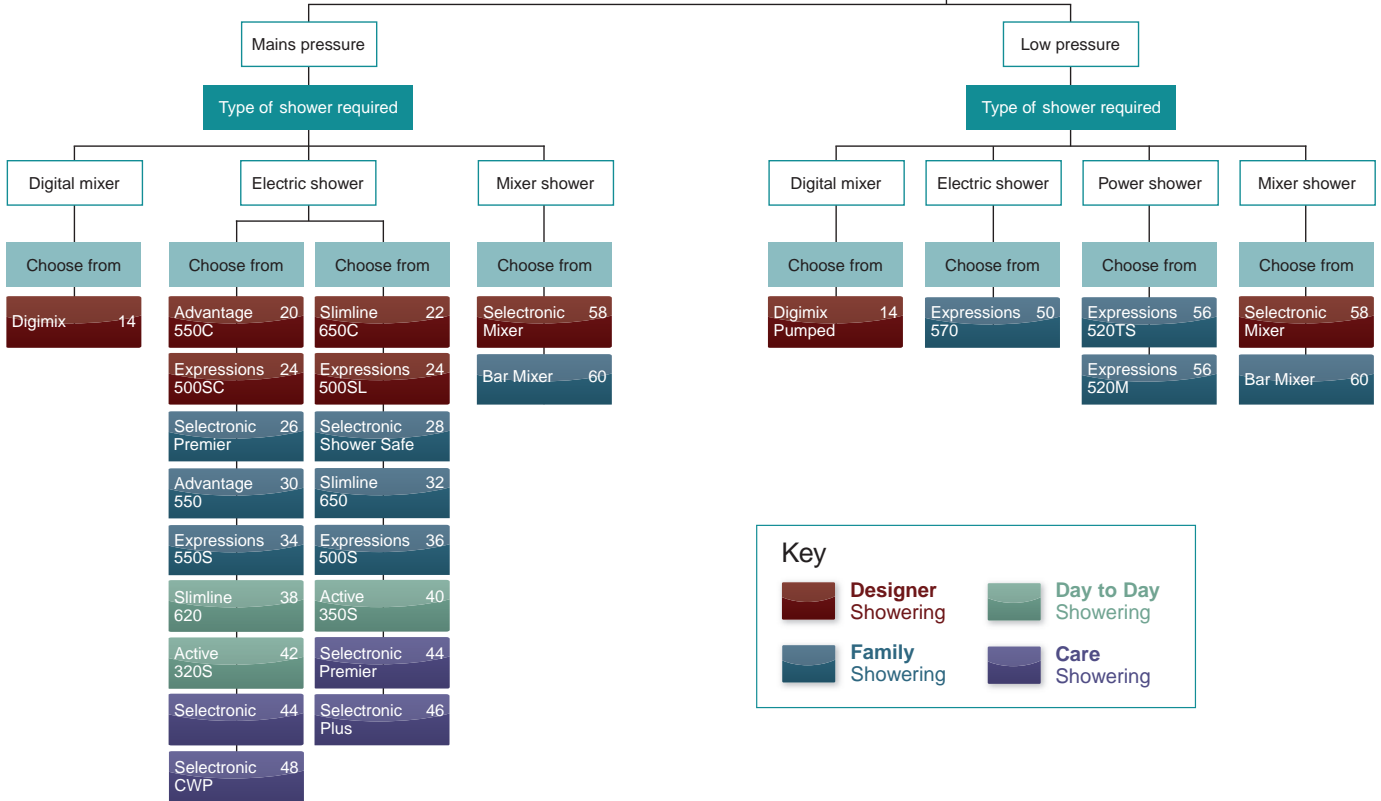 Mains pressure
Low pressure
Type of shower required
Type of shower required
Digital mixer
Electric shower
Mixer shower
Digital mixer
Electric shower
Power shower
Mixer shower
Choose from
Choose from
Choose from
Choose from
Choose from
Choose from
Choose from
Choose from
Digimix 14
Advantage 20
550C
Expressions 24
500SC
Selectronic 26
Premier
Advantage 30
550
Expressions 34
550S
Slimline 38
620
Active 42
320S
Selectronic 44
Selectronic 48
CWP
Slimline 22
650C
Expressions 24
500SL
Selectronic 28
Shower Safe
Slimline 32
650
Expressions 36
500S
Active 40
350S
Selectronic 44
Premier
Selectronic 46
Plus
Selectronic 58
Mixer
Bar Mixer 60
Digimix 14
Pumped
Expressions 50
570
Expressions 56
520TS
Expressions 56
520M
Selectronic 58
Mixer
Bar Mixer 60
Key
Designer
Showering
Day to Day
Showering
Family
Showering
Care
Showering